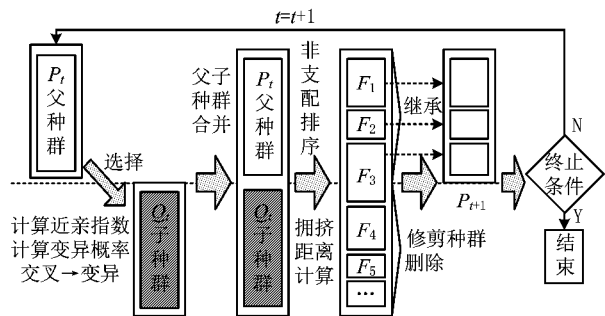 t=t+1
P_t
父种群
选择
计算近亲指数
计算变异概率
交叉→变异
Q_t
子种群
父子
种群
合并
P_t
父种群
Q_t
子种群
非支配排序
拥挤
距离
计算
F_1
F_2
F_3
F_4
F_5
...
继承
修剪种群
删除
P_{t+1}
N
终止
条件
Y
结束